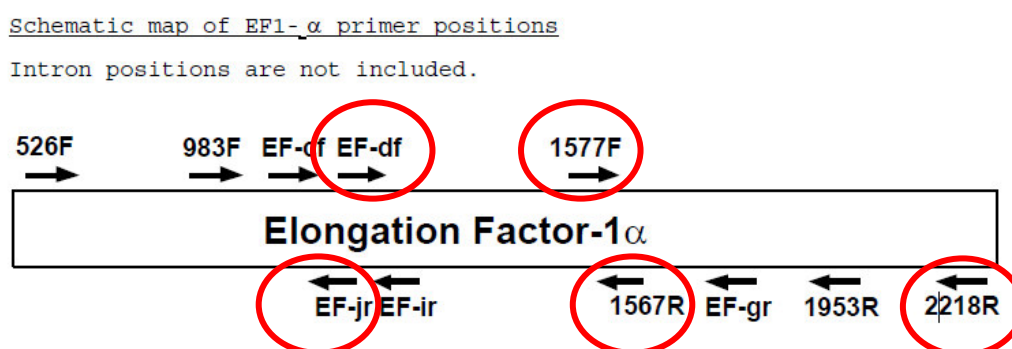 Schematic map of EF1-α primer positions
Intron positions are not included.
526F 983F EF-cf EF-df 1577F
Elongation Factor-1α
EF-jr EF-ir 1567R EF-gr 1953R 2218R